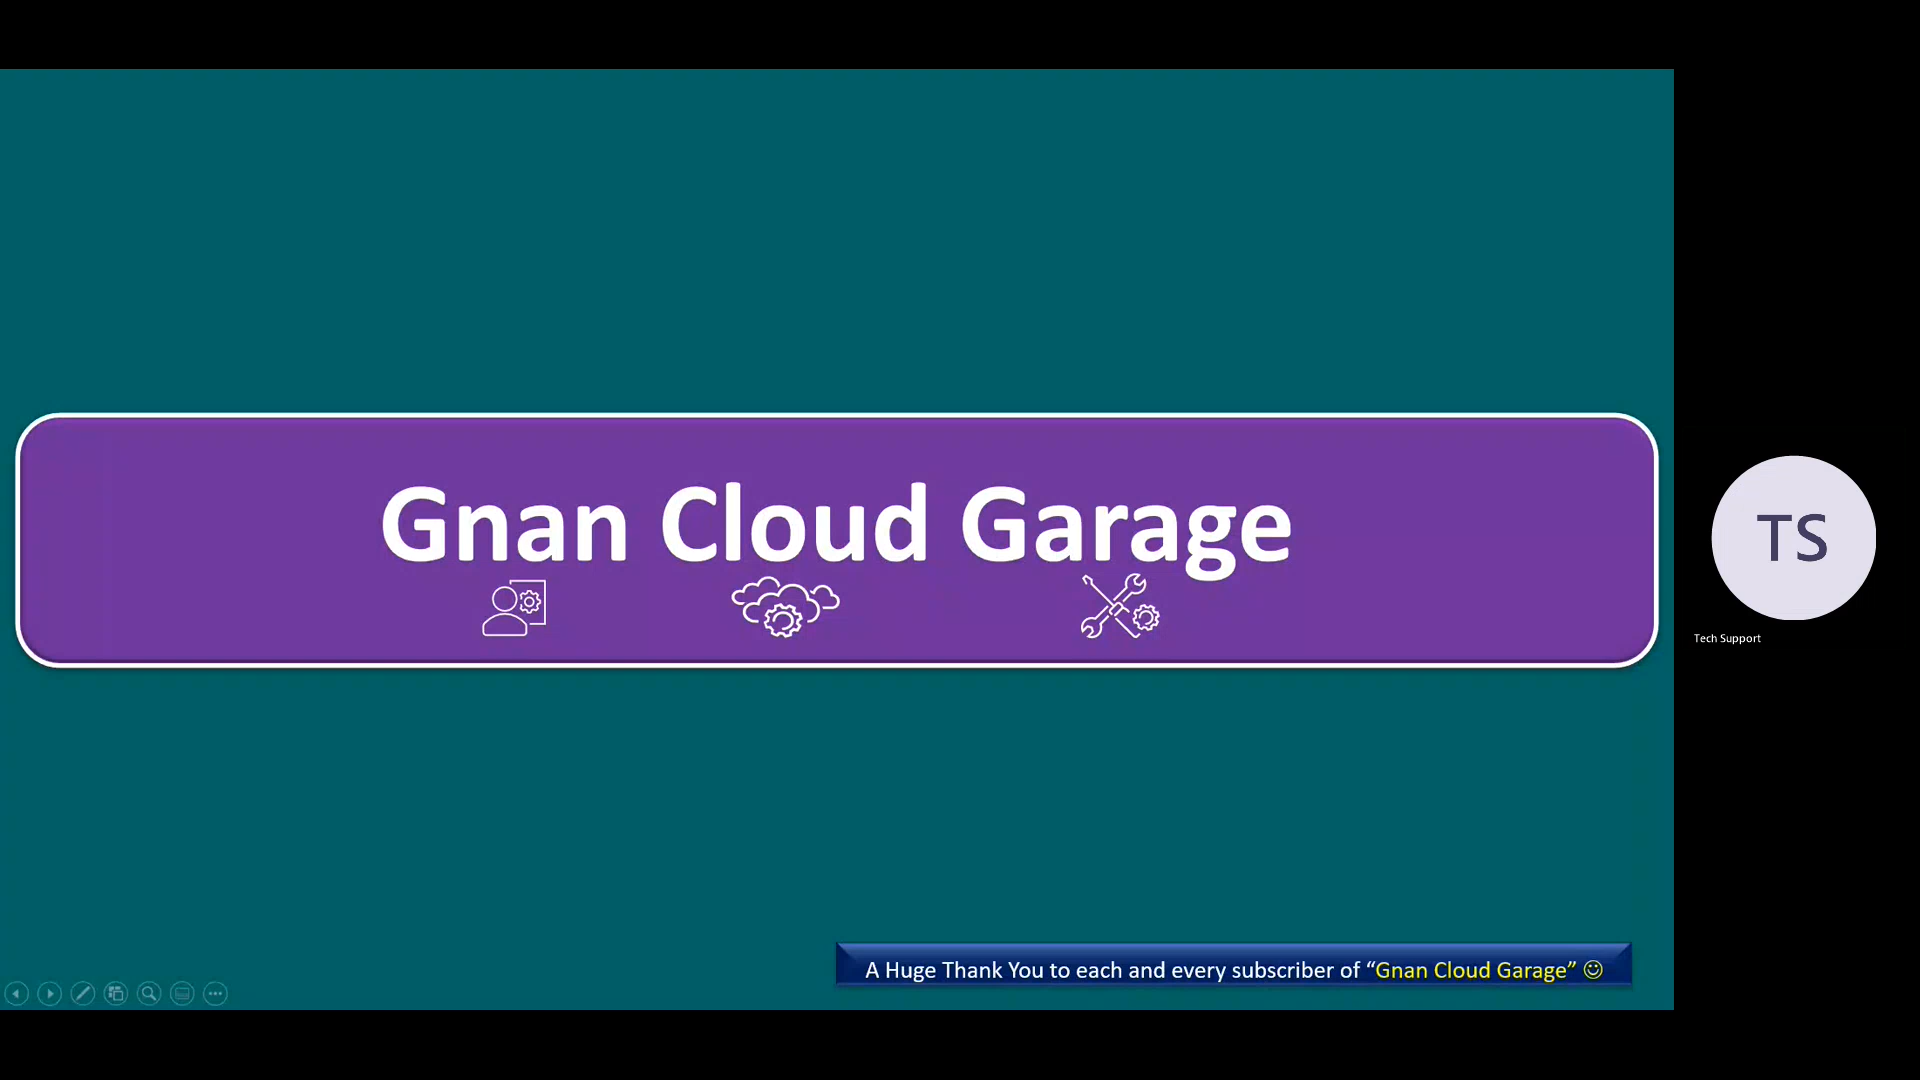 Gnan Cloud Garage
TS
Tech Support
A Huge Thank You to each and every subscriber of “Gnan Cloud Garage” ☺